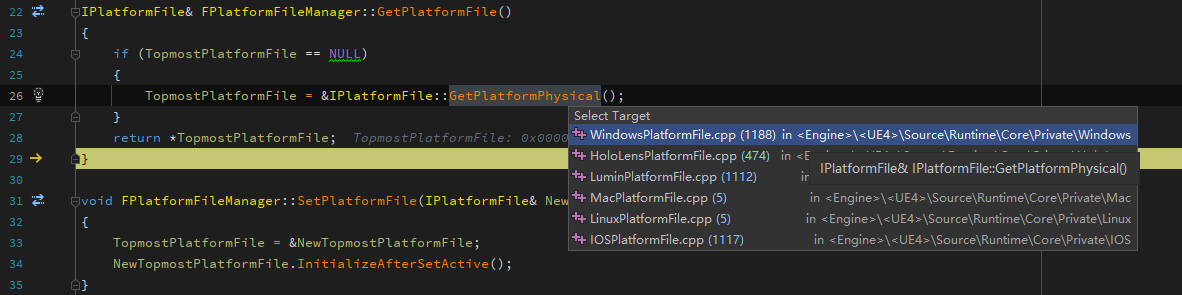 22 IPlatformFile& FPlatformFileManager::GetPlatformFile()
23 {
24 if (TopmostPlatformFile == NULL)
25 {
26 TopmostPlatformFile = &IPlatformFile::GetPlatformPhysical();
27 }
28 return *TopmostPlatformFile; TopmostPlatformFile: 0x0000
29 }
30
31 void FPlatformFileManager::SetPlatformFile(IPlatformFile& New
32 {
33 TopmostPlatformFile = &NewTopmostPlatformFile;
34 NewTopmostPlatformFile.InitializeAfterSetActive();
35 }
Select Target
WindowsPlatformFile.cpp (1188) in <Engine>\<UE4>\Source\Runtime\Core\Private\Windows
HoloLensPlatformFile.cpp (474) in <E
IPlatformFile& IPlatformFile::GetPlatformPhysical()
LuminPlatformFile.cpp (1112) in <E
MacPlatformFile.cpp (5) in <Engine>\<UE4>\Source\Runtime\Core\Private\Mac
LinuxPlatformFile.cpp (5) in <Engine>\<UE4>\Source\Runtime\Core\Private\Linux
IOSPlatformFile.cpp (1117) in <Engine>\<UE4>\Source\Runtime\Core\Private\IOS